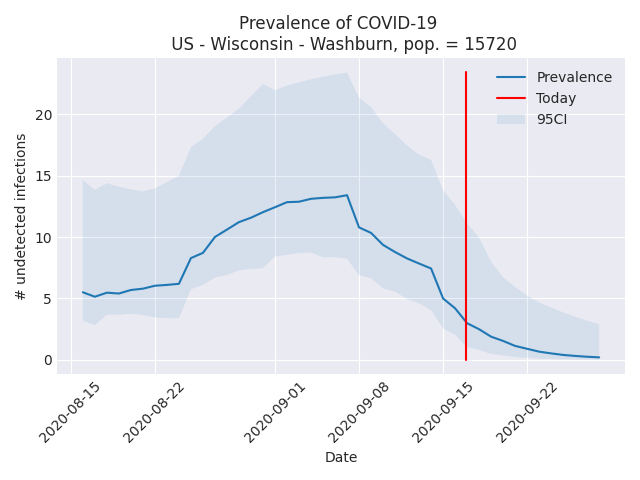 Prevalence of COVID-19
US - Wisconsin - Washburn, pop. = 15720
Prevalence
Today
95CI
# undetected infections
20
15
10
5
0
2020-08-15
2020-08-22
2020-09-01
2020-09-08
2020-09-15
2020-09-22
Date